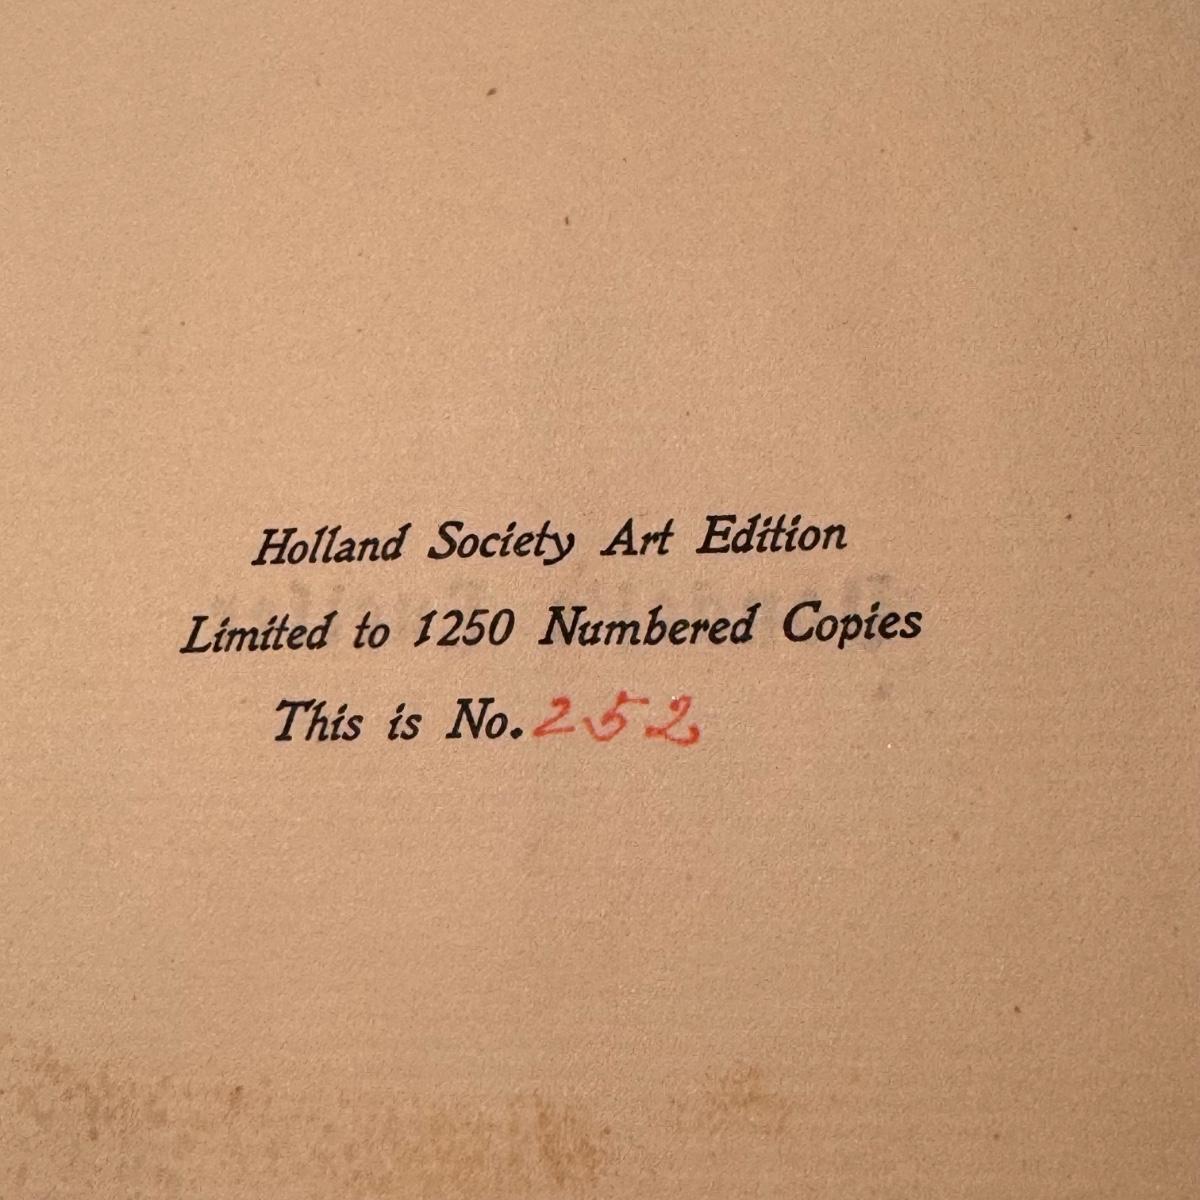 Holland Society Art Edition
Limited to 1250 Numbered Copies
This is No. 252